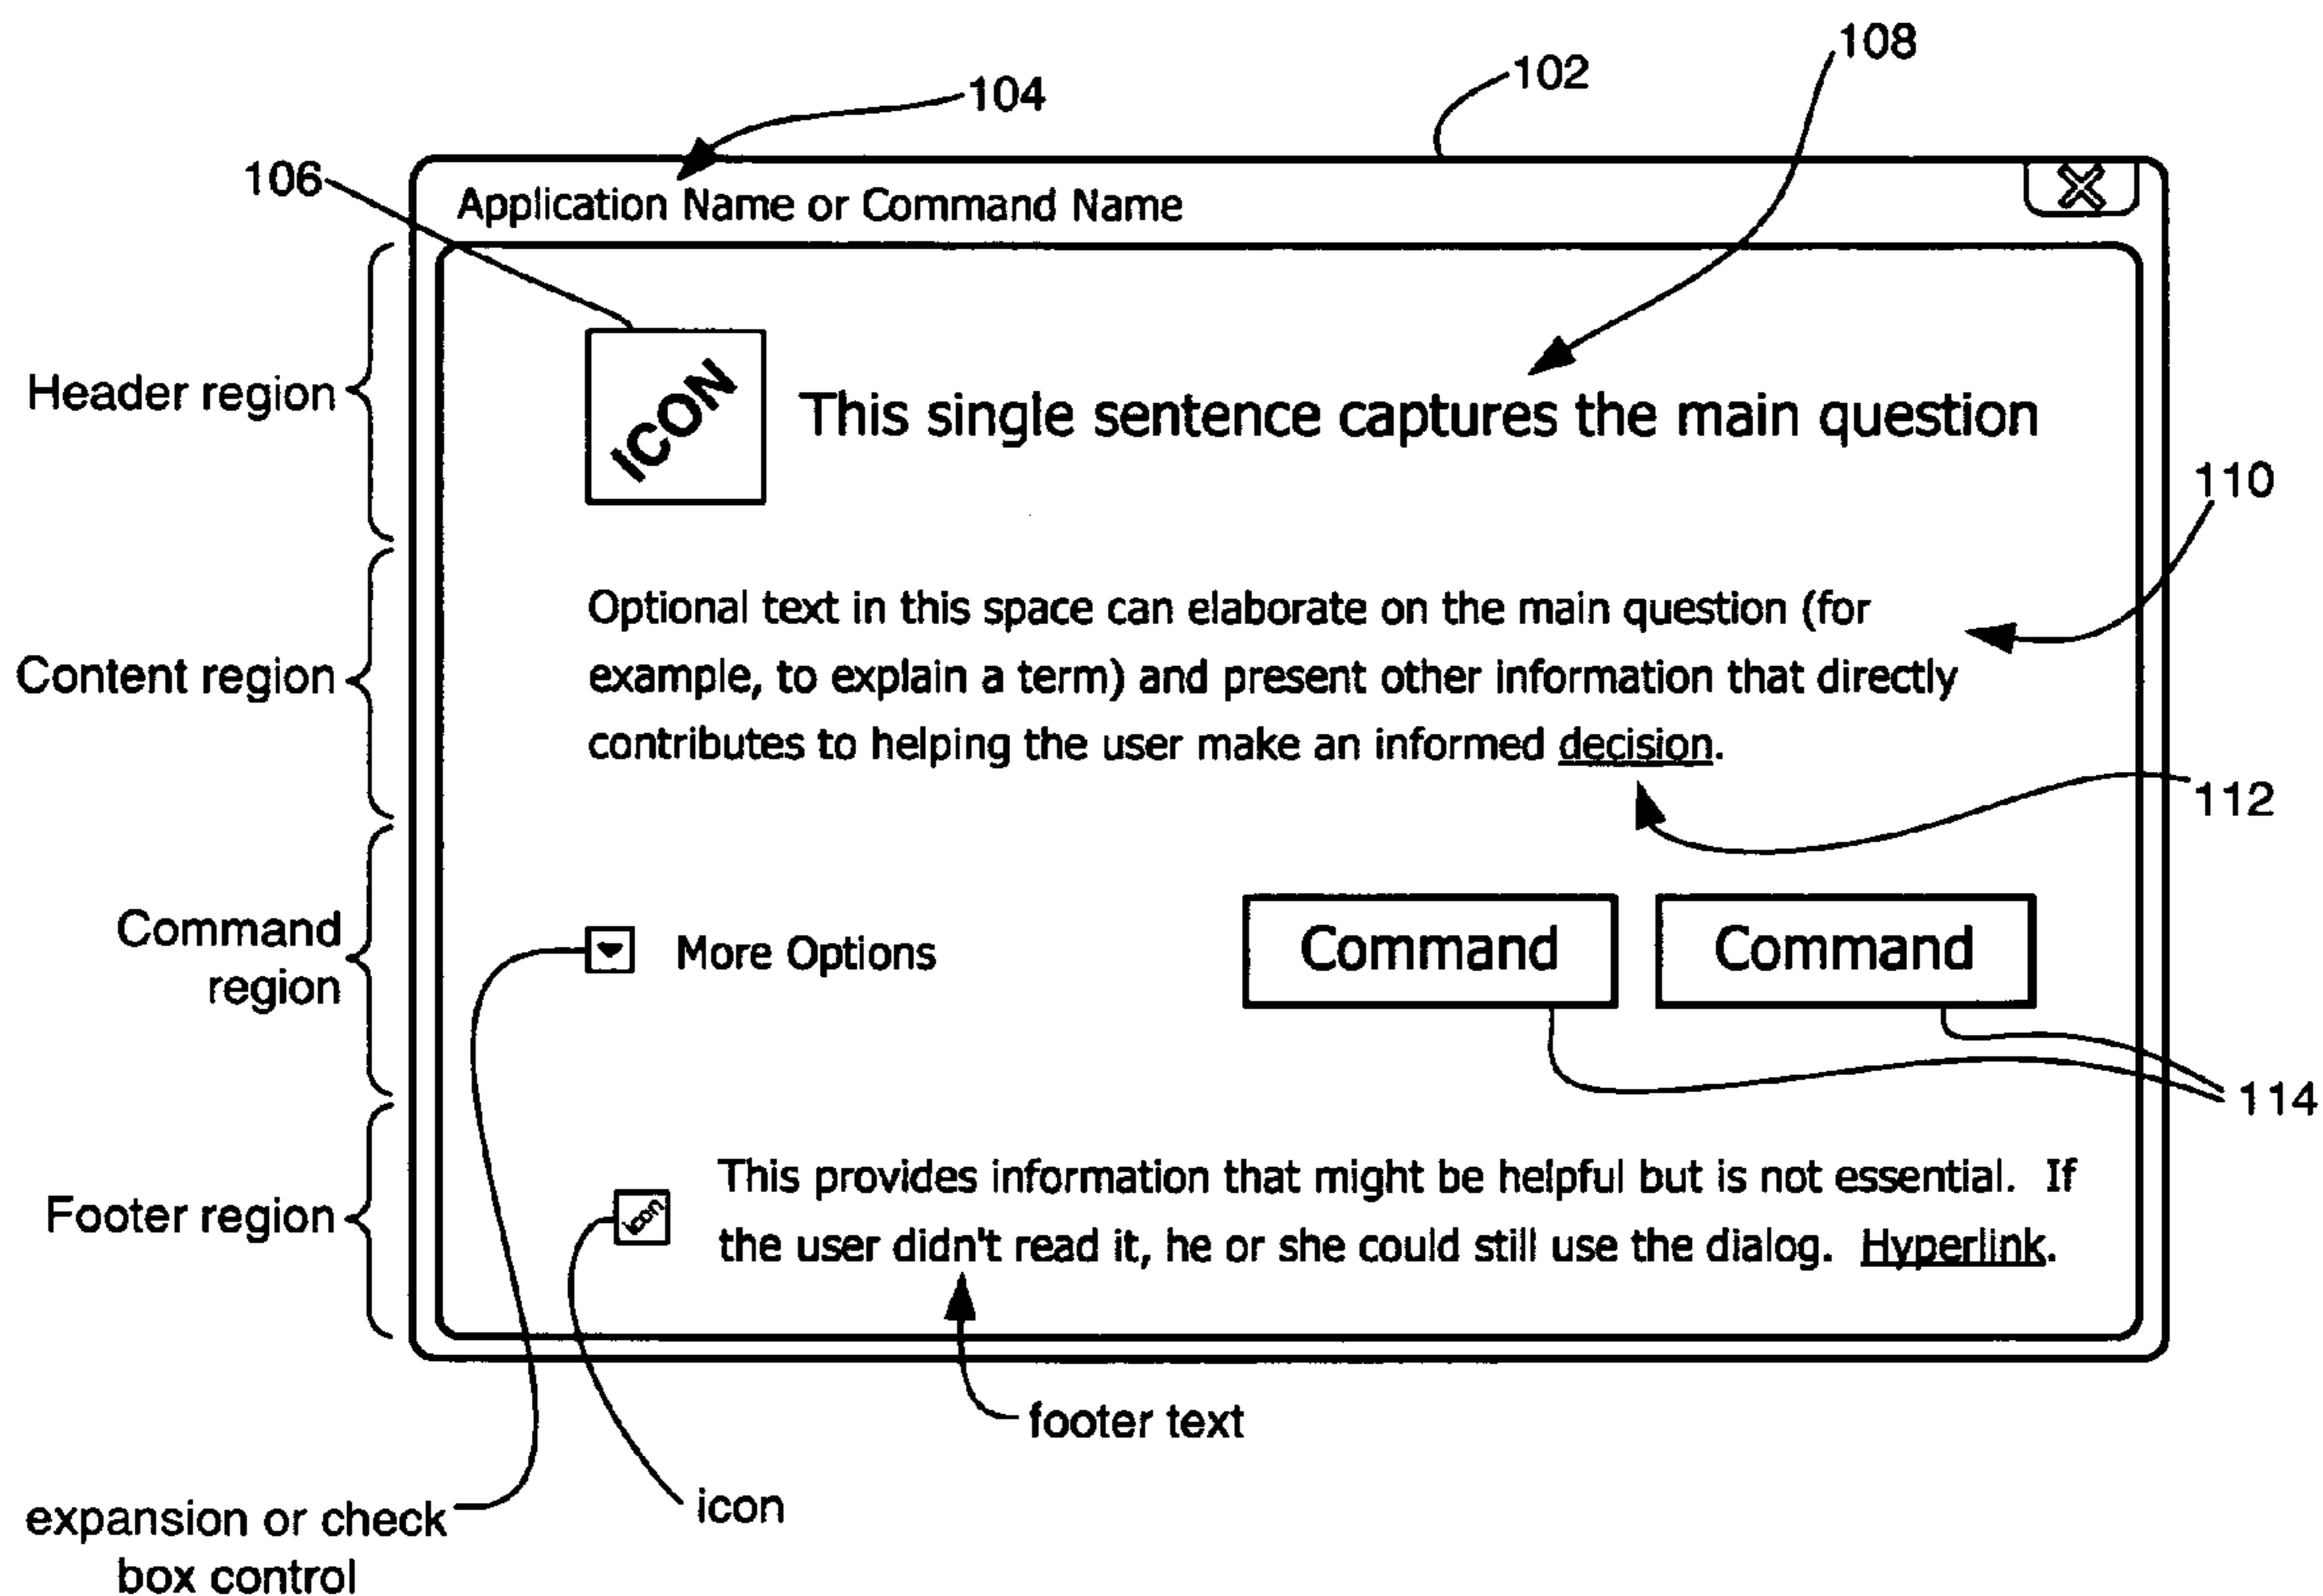 108
102
104
106
Application Name or Command Name
Header region
ICON
This single sentence captures the main question
110
Content region
Optional text in this space can elaborate on the main question (for
example, to explain a term) and present other information that directly
contributes to helping the user make an informed decision.
112
Command
region
More Options
Command
Command
114
Footer region
icon
This provides information that might be helpful but is not essential. If
the user didn't read it, he or she could still use the dialog. Hyperlink.
footer text
icon
expansion or check
box control